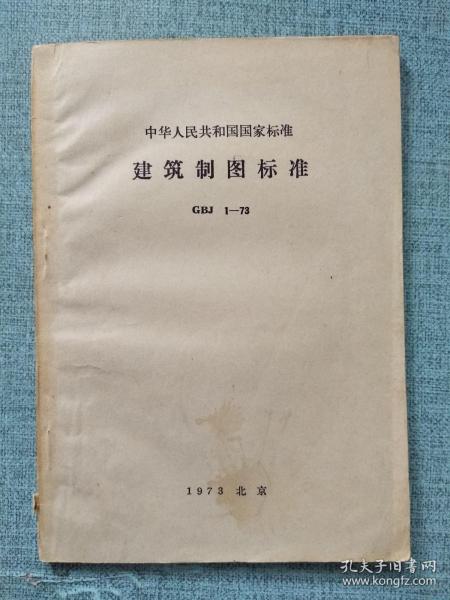 中华人民共和国国家标准
建筑制图标准
GBJ 1—73
1973 北京
孔夫子旧书网
www.kongfz.com